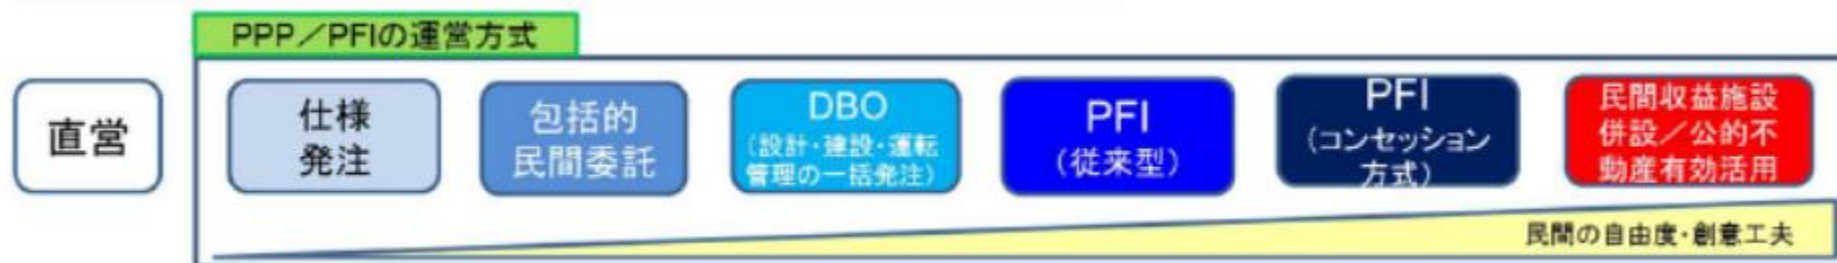 PPP／PFIの運営方式
直営
仕様
発注
包括的
民間委託
DBO
（設計・建設・運転
管理の一括発注）
PFI
（従来型）
PFI
（コンセッション
方式）
民間収益施設
併設／公的不
動産有効活用
民間の自由度・創意工夫